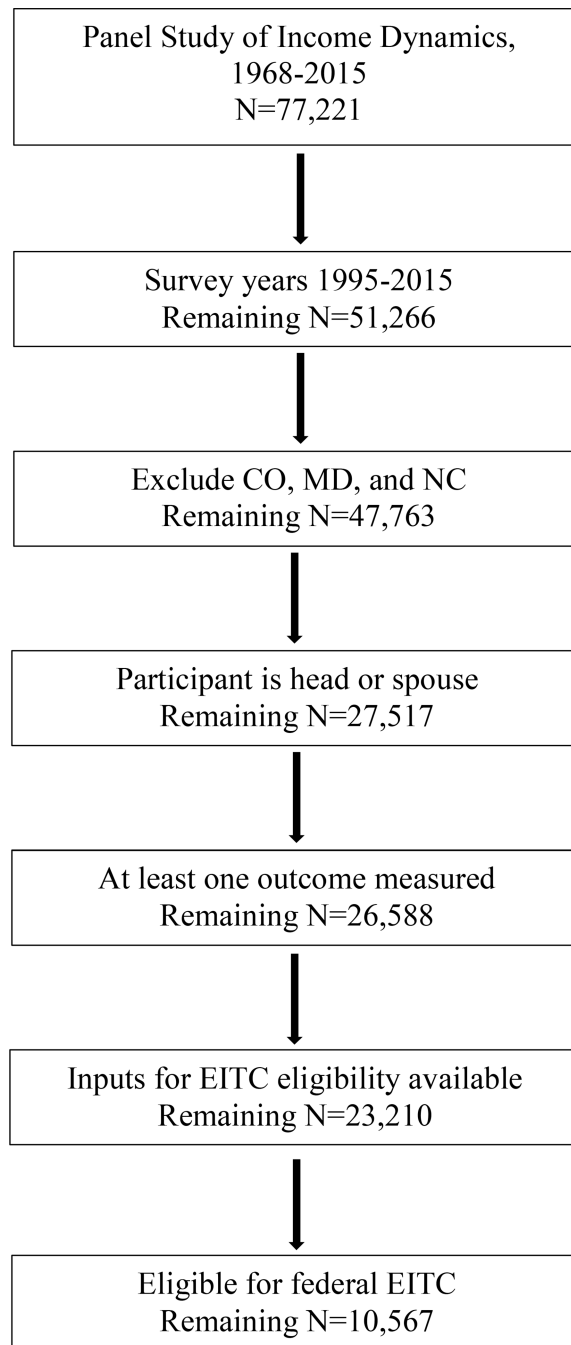 Panel Study of Income Dynamics,
1968-2015
N=77,221
Survey years 1995-2015
Remaining N=51,266
Exclude CO, MD, and NC
Remaining N=47,763
Participant is head or spouse
Remaining N=27,517
At least one outcome measured
Remaining N=26,588
Inputs for EITC eligibility available
Remaining N=23,210
Eligible for federal EITC
Remaining N=10,567